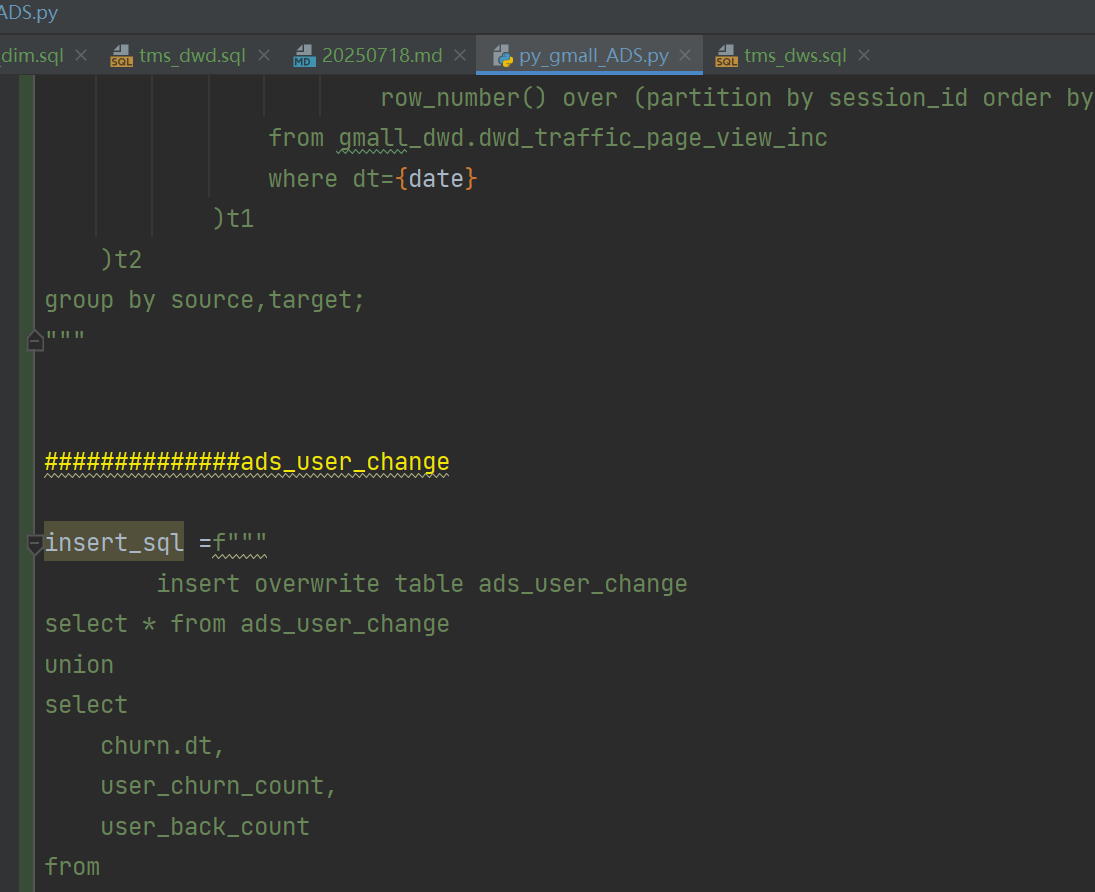 ADS.py
dim.sql tms_dwd.sql 20250718.md py_gmall_ADS.py tms_dws.sql
row_number() over (partition by session_id order by
from gmall_dwd.dwd_traffic_page_view_inc
where dt={date}
)t1
)t2
group by source,target;
"""
##############ads_user_change
insert_sql =f"""
insert overwrite table ads_user_change
select * from ads_user_change
union
select
churn.dt,
user_churn_count,
user_back_count
from